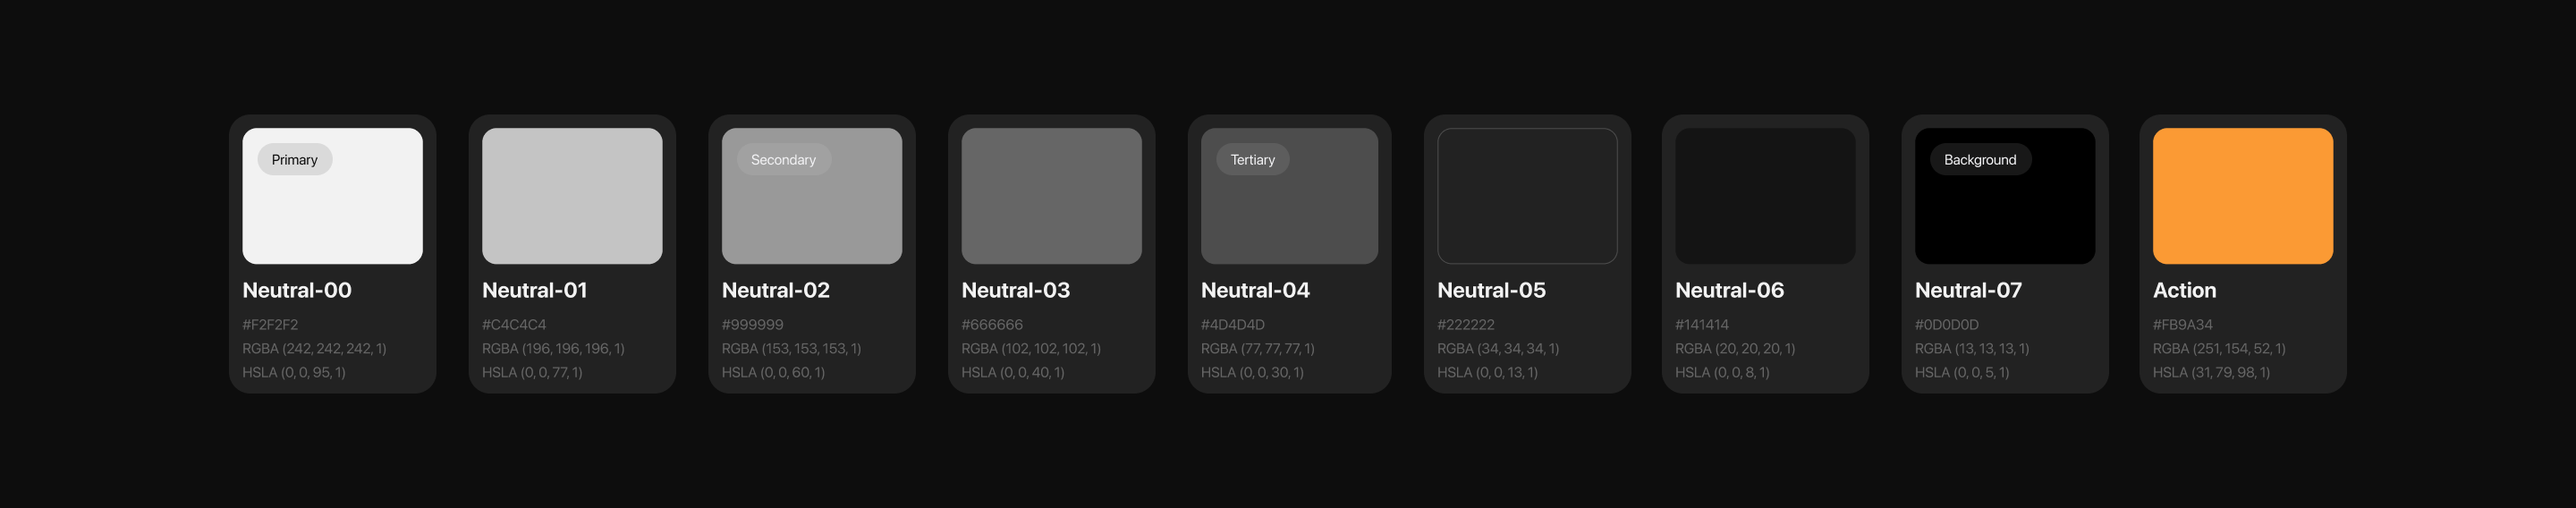 Primary
Neutral-00
#F2F2F2
RGBA (242, 242, 242, 1)
HSLA (0, 0, 95, 1)
Neutral-01
#C4C4C4
RGBA (196, 196, 196, 1)
HSLA (0, 0, 77, 1)
Secondary
Neutral-02
#999999
RGBA (153, 153, 153, 1)
HSLA (0, 0, 60, 1)
Neutral-03
#666666
RGBA (102, 102, 102, 1)
HSLA (0, 0, 40, 1)
Tertiary
Neutral-04
#4D4D4D
RGBA (77, 77, 77, 1)
HSLA (0, 0, 30, 1)
Neutral-05
#222222
RGBA (34, 34, 34, 1)
HSLA (0, 0, 13, 1)
Neutral-06
#141414
RGBA (20, 20, 20, 1)
HSLA (0, 0, 8, 1)
Background
Neutral-07
#0D0D0D
RGBA (13, 13, 13, 1)
HSLA (0, 0, 5, 1)
Action
#FB9A34
RGBA (251, 154, 52, 1)
HSLA (31, 79, 98, 1)